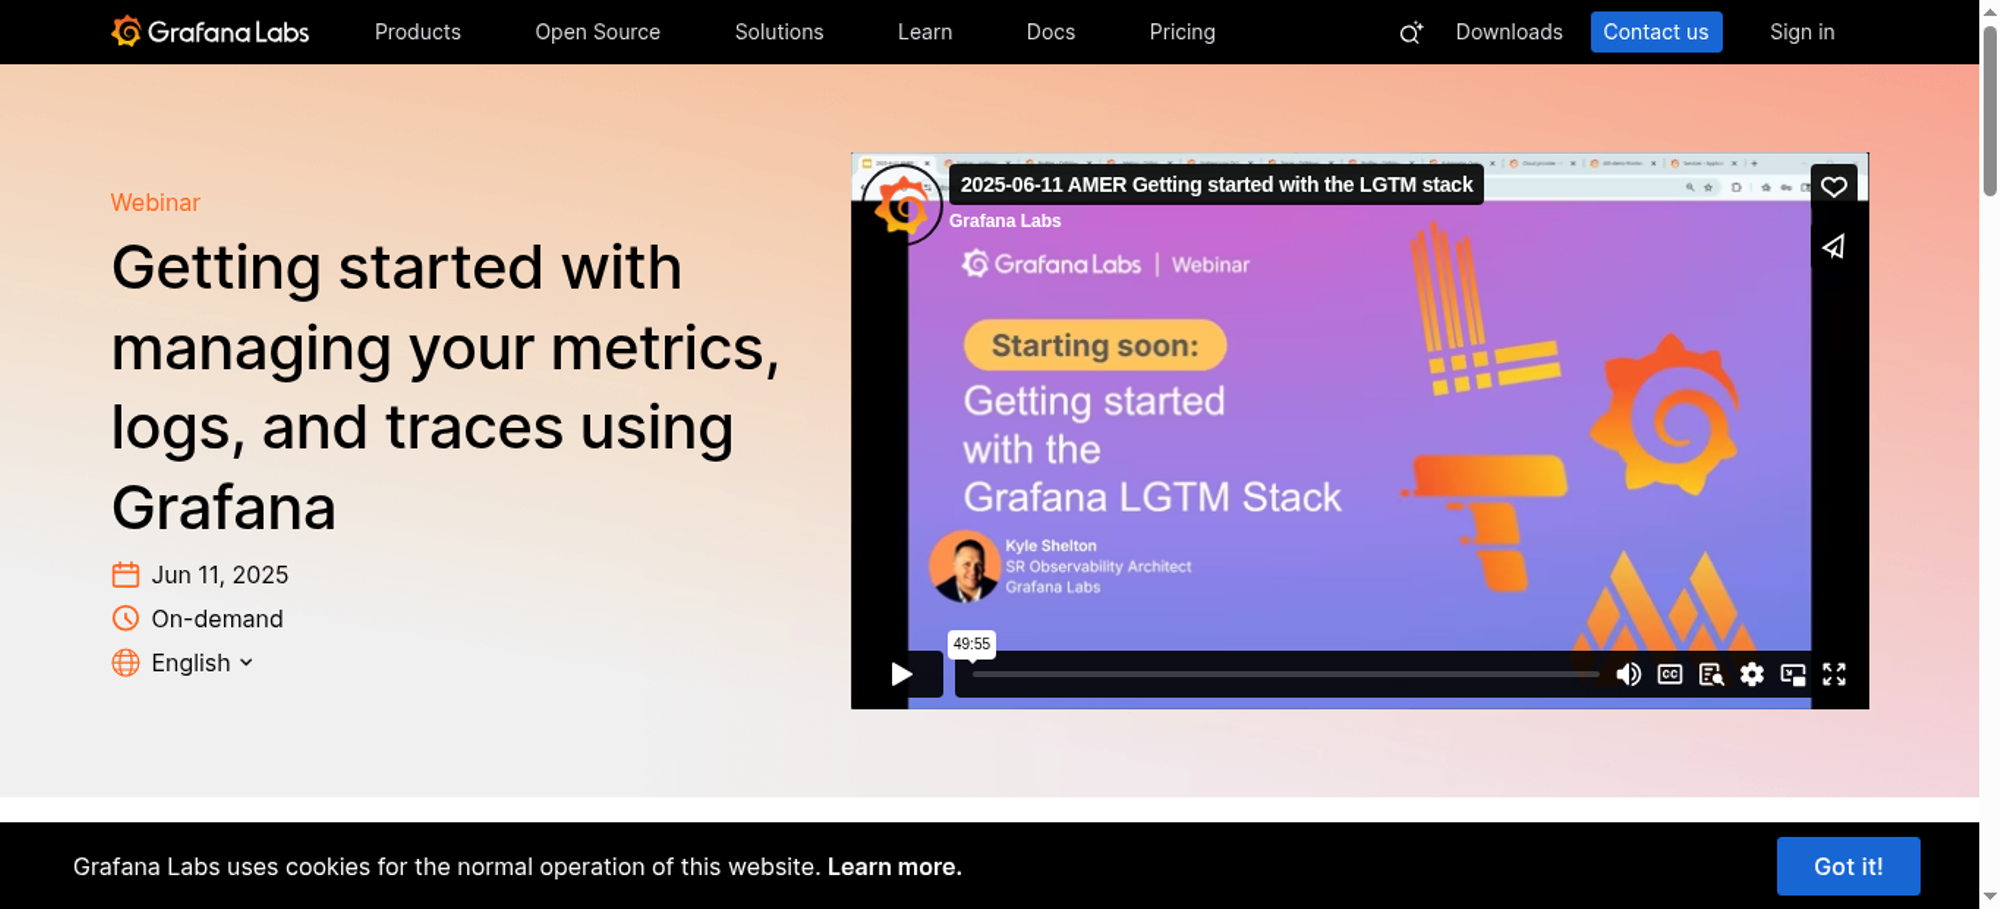 Grafana Labs
Products
Open Source
Solutions
Learn
Docs
Pricing
Downloads
Contact us
Sign in
Webinar
Getting started with
managing your metrics,
logs, and traces using
Grafana
Jun 11, 2025
On-demand
English
2025-06-11 AMER Getting started with the LGTM stack
Grafana Labs
Grafana Labs | Webinar
Starting soon:
Getting started
with the
Grafana LGTM Stack
Kyle Shelton
SR Observability Architect
Grafana Labs
49:55
CC
Grafana Labs uses cookies for the normal operation of this website. Learn more.
Got it!